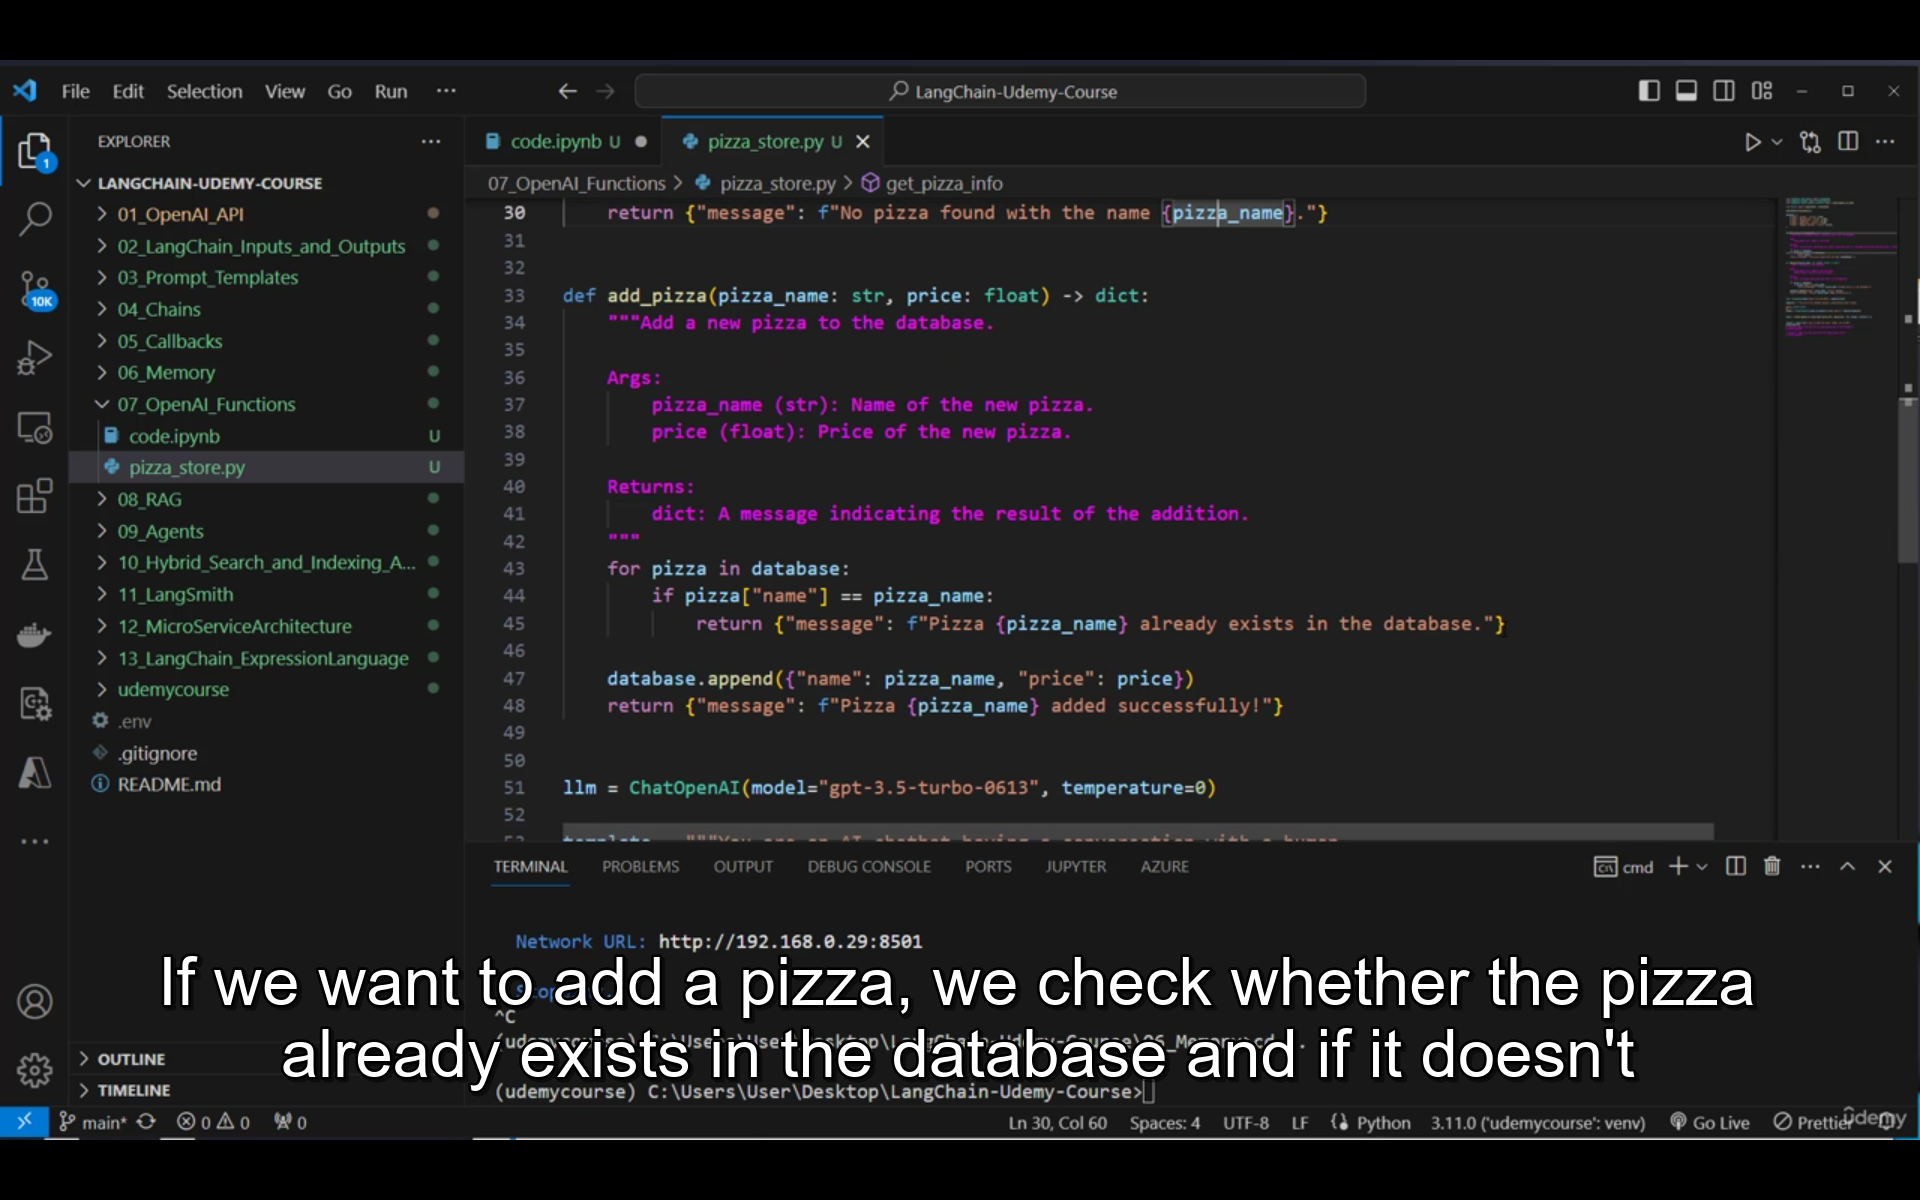 File Edit Selection View Go Run ··· LangChain-Udemy-Course
EXPLORER ···
LANGCHAIN-UDEMY-COURSE
01_OpenAI_API
02_LangChain_Inputs_and_Outputs
03_Prompt_Templates
04_Chains
05_Callbacks
06_Memory
07_OpenAI_Functions
code.ipynb U
pizza_store.py U
08_RAG
09_Agents
10_Hybrid_Search_and_Indexing_A...
11_LangSmith
12_MicroServiceArchitecture
13_LangChain_ExpressionLanguage
udemycourse
.env
.gitignore
README.md
OUTLINE
TIMELINE
1
10K
code.ipynb U pizza_store.py U
07_OpenAI_Functions > pizza_store.py > get_pizza_info
30 return {"message": f"No pizza found with the name {pizza_name}."}
31
32
33 def add_pizza(pizza_name: str, price: float) -> dict:
34 """Add a new pizza to the database.
35
36 Args:
37 pizza_name (str): Name of the new pizza.
38 price (float): Price of the new pizza.
39
40 Returns:
41 dict: A message indicating the result of the addition.
42 """
43 for pizza in database:
44 if pizza["name"] == pizza_name:
45 return {"message": f"Pizza {pizza_name} already exists in the database."}
46
47 database.append({"name": pizza_name, "price": price})
48 return {"message": f"Pizza {pizza_name} added successfully!"}
49
50
51 llm = ChatOpenAI(model="gpt-3.5-turbo-0613", temperature=0)
52
TERMINAL PROBLEMS OUTPUT DEBUG CONSOLE PORTS JUPYTER AZURE cmd
Network URL: http://192.168.0.29:8501
^C
(udemycourse) C:\Users\User\Desktop\LangChain-Udemy-Course>
If we want to add a pizza, we check whether the pizza
already exists in the database and if it doesn't
main* 0 0 0 Ln 30, Col 60 Spaces: 4 UTF-8 LF Python 3.11.0 ('udemycourse': venv) Go Live Prettier
udemy